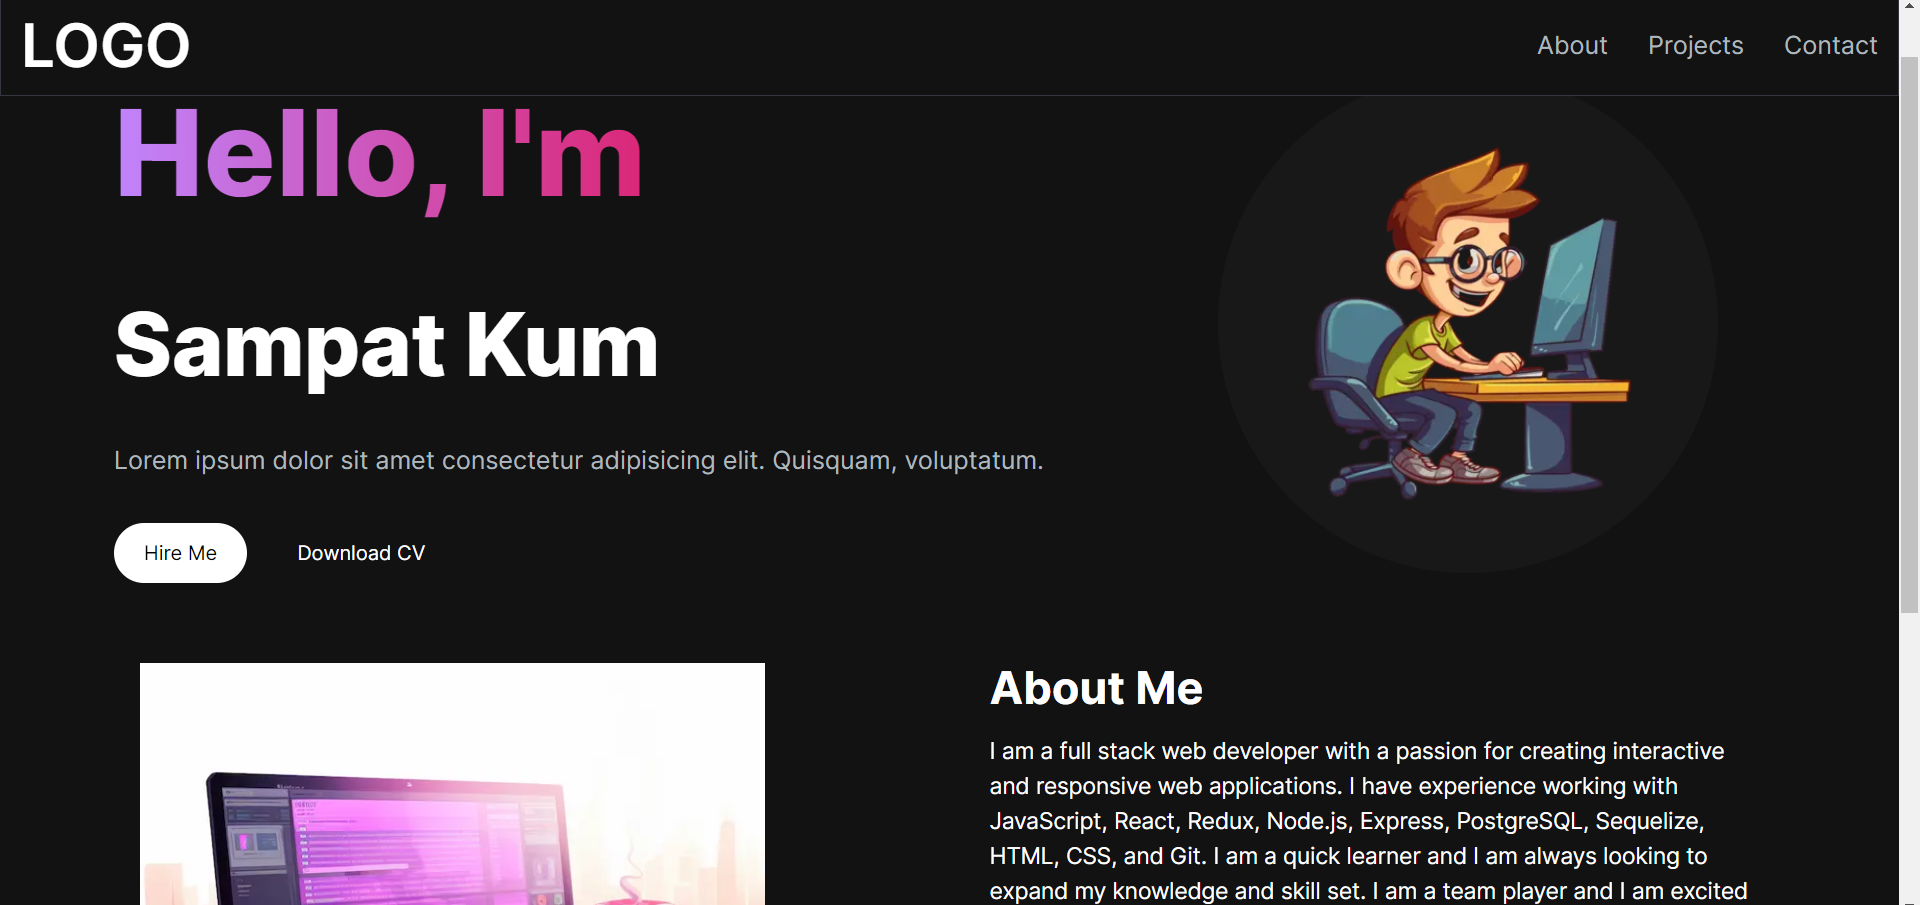 LOGO
About Projects Contact
Hello, I'm
Sampat Kum
Lorem ipsum dolor sit amet consectetur adipisicing elit. Quisquam, voluptatum.
Hire Me
Download CV
About Me
I am a full stack web developer with a passion for creating interactive
and responsive web applications. I have experience working with
JavaScript, React, Redux, Node.js, Express, PostgreSQL, Sequelize,
HTML, CSS, and Git. I am a quick learner and I am always looking to
expand my knowledge and skill set. I am a team player and I am excited